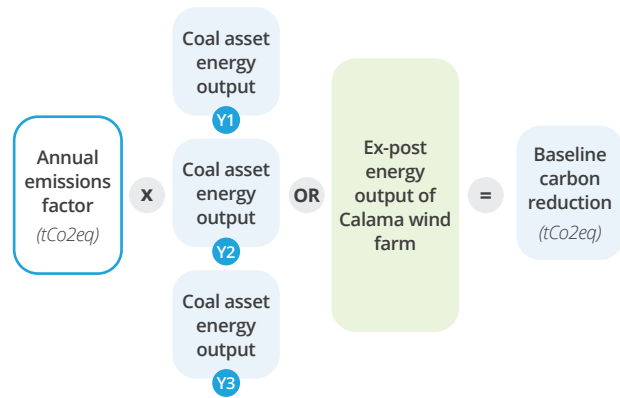 Annual
emissions
factor
(tCo2eq)
x
Coal asset
energy
output
Y1
Coal asset
energy
output
Y2
Coal asset
energy
output
Y3
OR
Ex-post
energy
output of
Calama wind
farm
=
Baseline
carbon
reduction
(tCo2eq)